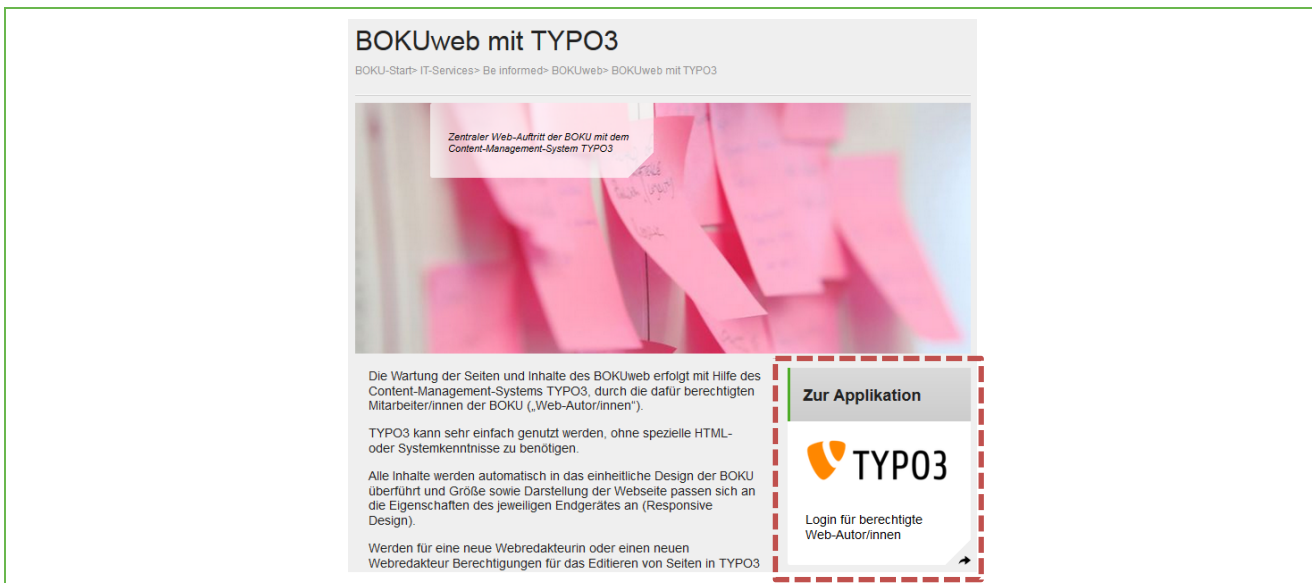 BOKUweb mit TYPO3
BOKU-Start> IT-Services> Be informed> BOKUweb> BOKUweb mit TYPO3
Zentraler Web-Auftritt der BOKU mit dem
Content-Management-System TYPO3
Die Wartung der Seiten und Inhalte des BOKUweb erfolgt mit Hilfe des
Content-Management-Systems TYPO3, durch die dafür berechtigten
Mitarbeiter/innen der BOKU („Web-Autor/innen“).
TYPO3 kann sehr einfach genutzt werden, ohne spezielle HTML-
oder Systemkenntnisse zu benötigen.
Alle Inhalte werden automatisch in das einheitliche Design der BOKU
überführt und Größe sowie Darstellung der Webseite passen sich an
die Eigenschaften des jeweiligen Endgerätes an (Responsive
Design).
Werden für eine neue Webredakteurin oder einen neuen
Webredakteur Berechtigungen für das Editieren von Seiten in TYPO3
Zur Applikation
TYPO3
Login für berechtigte
Web-Autor/innen